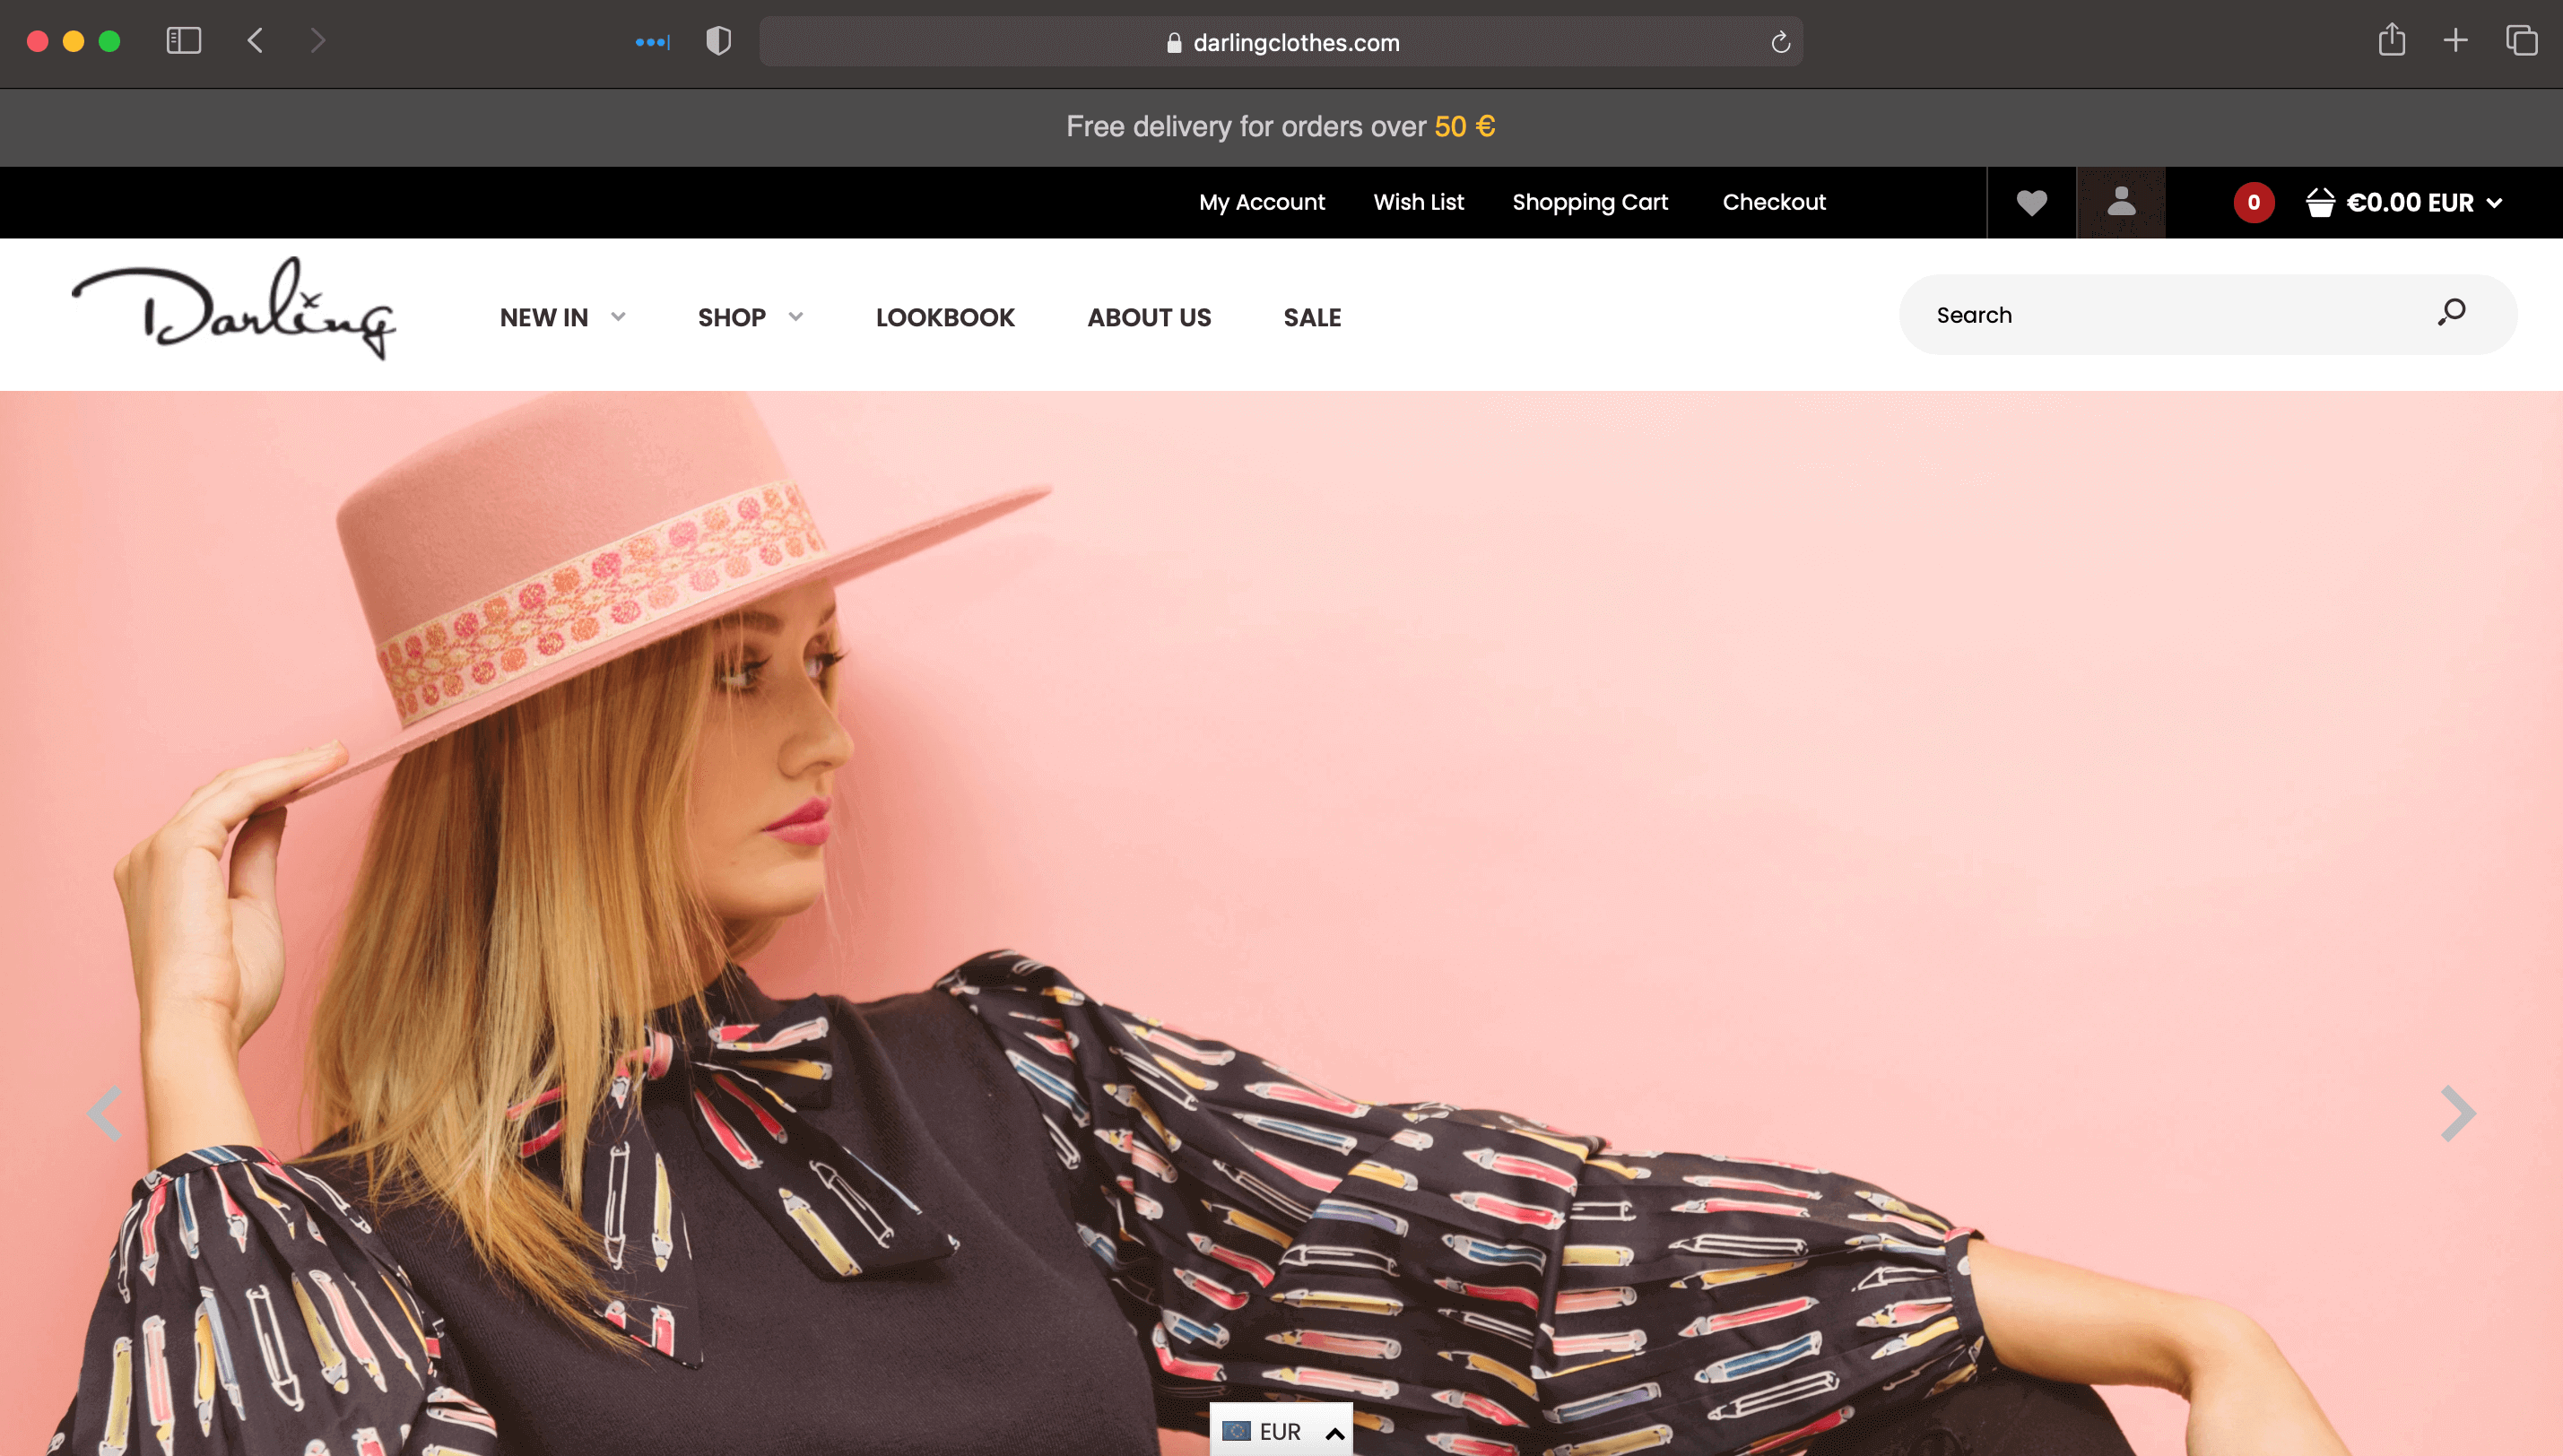 darlingclothes.com
Free delivery for orders over 50 €
My Account Wish List Shopping Cart Checkout 0 €0.00 EUR
Darling NEW IN SHOP LOOKBOOK ABOUT US SALE Search
EUR